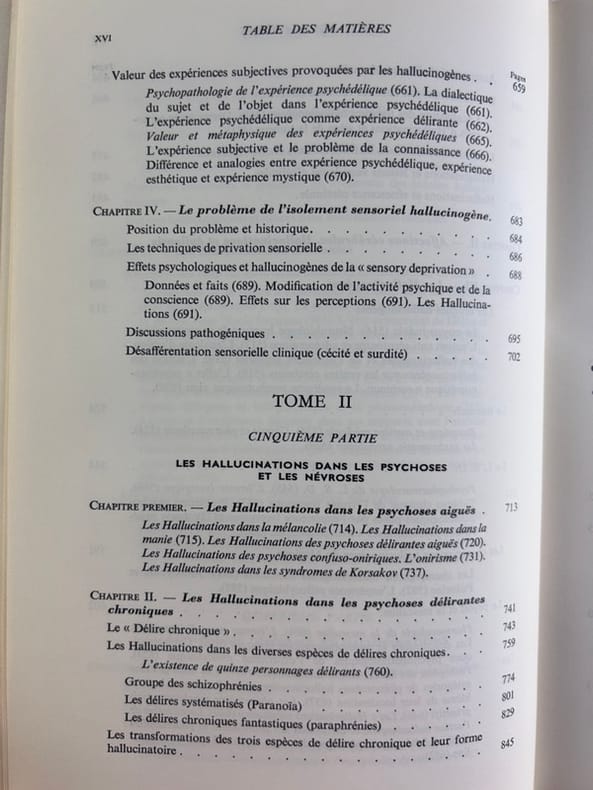 XVI
TABLE DES MATIÈRES
Pages
Valeur des expériences subjectives provoquées par les hallucinogènes . . 659
Psychopathologie de l'expérience psychédélique (661). La dialectique
du sujet et de l'objet dans l'expérience psychédélique (661).
L'expérience psychédélique comme expérience délirante (662).
Valeur et métaphysique des expériences psychédéliques (665).
L'expérience subjective et le problème de la connaissance (666).
Différence et analogies entre expérience psychédélique, expérience
esthétique et expérience mystique (670).
CHAPITRE IV. — Le problème de l'isolement sensoriel hallucinogène. 683
Position du problème et historique. . . . . . . . . . 684
Les techniques de privation sensorielle . . . . . . . . . 686
Effets psychologiques et hallucinogènes de la « sensory deprivation » . 688
Données et faits (689). Modification de l'activité psychique et de la
conscience (689). Effets sur les perceptions (691). Les Hallucina-
tions (691).
Discussions pathogéniques . . . . . . . . . . . . 695
Désafférentation sensorielle clinique (cécité et surdité) . . . . . 702
TOME II
CINQUIÈME PARTIE
LES HALLUCINATIONS DANS LES PSYCHOSES
ET LES NÉVROSES
CHAPITRE PREMIER. — Les Hallucinations dans les psychoses aiguës . 713
Les Hallucinations dans la mélancolie (714). Les Hallucinations dans la
manie (715). Les Hallucinations des psychoses délirantes aiguës (720).
Les Hallucinations des psychoses confuso-oniriques. L'onirisme (731).
Les Hallucinations dans les syndromes de Korsakov (737).
CHAPITRE II. — Les Hallucinations dans les psychoses délirantes
chroniques . . . . . . . . . . . . . . . . 741
Le « Délire chronique ». . . . . . . . . . . . . 743
Les Hallucinations dans les diverses espèces de délires chroniques. . . 759
L'existence de quinze personnages délirants (760).
Groupe des schizophrénies . . . . . . . . . . . 774
Les délires systématisés (Paranoïa) . . . . . . . . . 801
Les délires chroniques fantastiques (paraphrénies) . . . . . 829
Les transformations des trois espèces de délire chronique et leur forme
hallucinatoire . . . . . . . . . . . . . . . 845